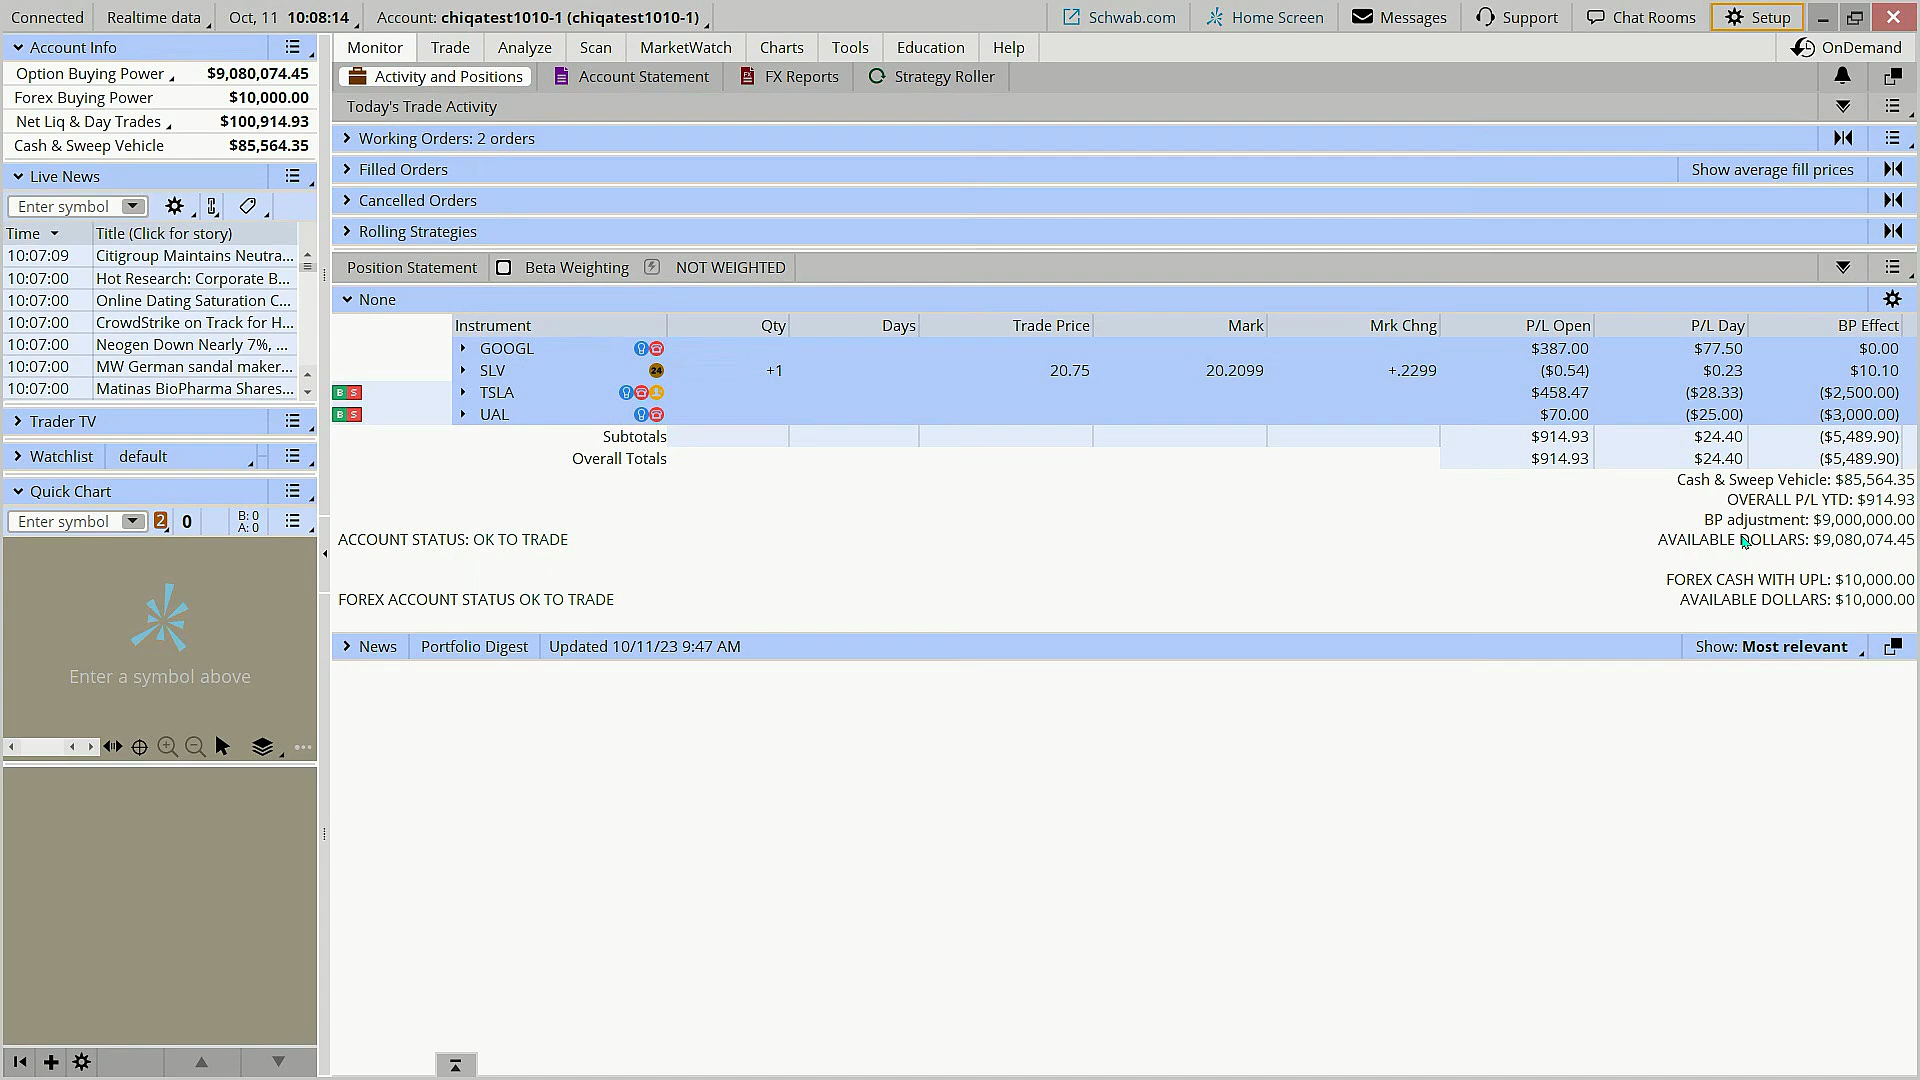 Connected Realtime data Oct, 11 10:08:14 Account: chiqatest1010-1 (chiqatest1010-1) Schwab.com Home Screen Messages Support Chat Rooms Setup
Account Info
Option Buying Power $9,080,074.45
Forex Buying Power $10,000.00
Net Liq & Day Trades $100,914.93
Cash & Sweep Vehicle $85,564.35
Live News
Enter symbol
Time Title (Click for story)
10:07:09 Citigroup Maintains Neutra...
10:07:00 Hot Research: Corporate B...
10:07:00 Online Dating Saturation C...
10:07:00 CrowdStrike on Track for H...
10:07:00 Neogen Down Nearly 7%, ...
10:07:00 MW German sandal maker...
10:07:00 Matinas BioPharma Shares...
Trader TV
Watchlist default
Quick Chart
Enter symbol 2 0 B: 0
A: 0
Enter a symbol above
Monitor Trade Analyze Scan MarketWatch Charts Tools Education Help OnDemand
Activity and Positions Account Statement FX Reports Strategy Roller
Today's Trade Activity
Working Orders: 2 orders
Filled Orders Show average fill prices
Cancelled Orders
Rolling Strategies
Position Statement Beta Weighting NOT WEIGHTED
None
Instrument Qty Days Trade Price Mark Mrk Chng P/L Open P/L Day BP Effect
GOOGL $387.00 $77.50 $0.00
SLV 24 +1 20.75 20.2099 +.2299 ($0.54) $0.23 $10.10
B S TSLA $458.47 ($28.33) ($2,500.00)
B S UAL $70.00 ($25.00) ($3,000.00)
Subtotals $914.93 $24.40 ($5,489.90)
Overall Totals $914.93 $24.40 ($5,489.90)
Cash & Sweep Vehicle: $85,564.35
OVERALL P/L YTD: $914.93
BP adjustment: $9,000,000.00
ACCOUNT STATUS: OK TO TRADE AVAILABLE DOLLARS: $9,080,074.45
FOREX CASH WITH UPL: $10,000.00
FOREX ACCOUNT STATUS OK TO TRADE AVAILABLE DOLLARS: $10,000.00
News Portfolio Digest Updated 10/11/23 9:47 AM Show: Most relevant